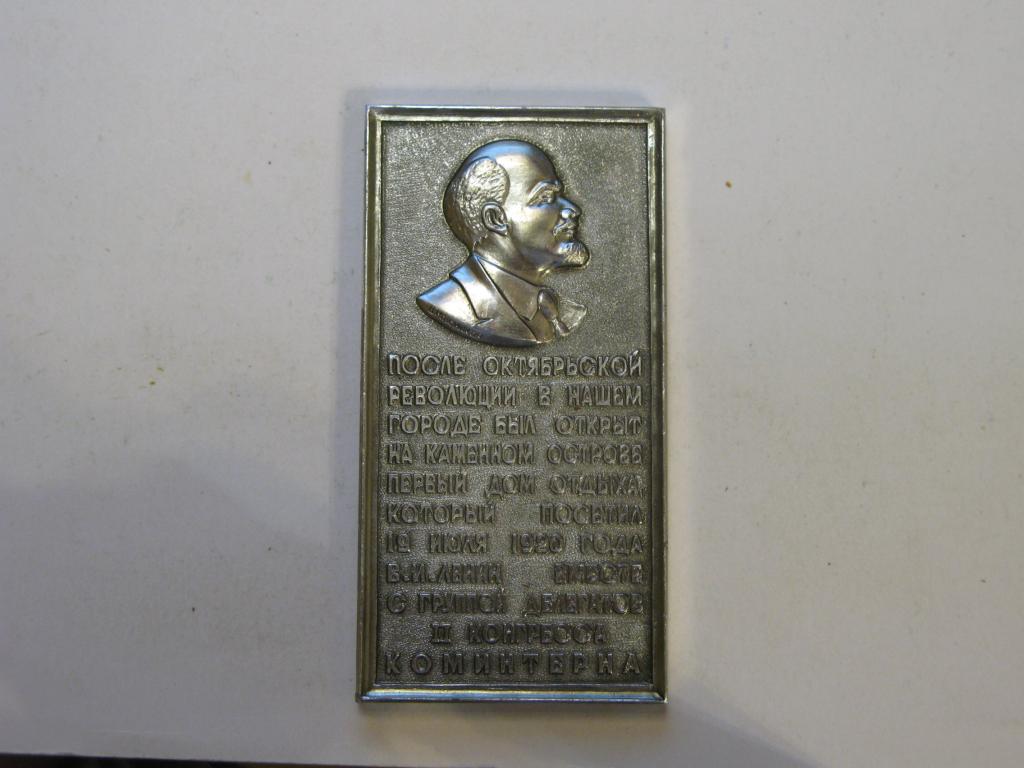 ПОСЛЕ ОКТЯБРЬСКОЙ
РЕВОЛЮЦИИ В НАШЕМ
ГОРОДЕ БЫЛ ОТКРЫТ
НА КАМЕННОМ ОСТРОВЕ
ПЕРВЫЙ ДОМ ОТДЫХА,
КОТОРЫЙ ПОСЕТИЛ
19 ИЮЛЯ 1920 ГОДА
В.И.ЛЕНИН ВМЕСТЕ
С ГРУППОЙ ДЕЛЕГАТОВ
II КОНГРЕССА
КОМИНТЕРНА